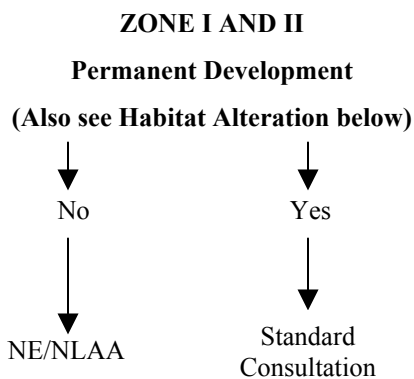 ZONE I AND II
Permanent Development
(Also see Habitat Alteration below)
No
Yes
NE/NLAA
Standard
Consultation